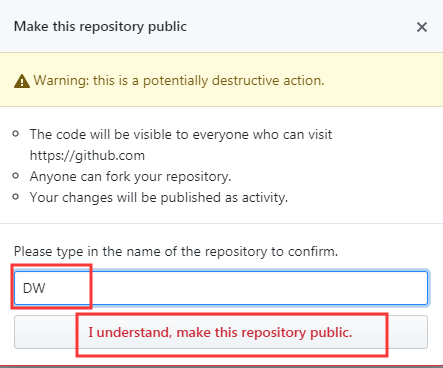 Make this repository public
Warning: this is a potentially destructive action.
The code will be visible to everyone who can visit
https://github.com
Anyone can fork your repository.
Your changes will be published as activity.
Please type in the name of the repository to confirm.
DW
I understand, make this repository public.